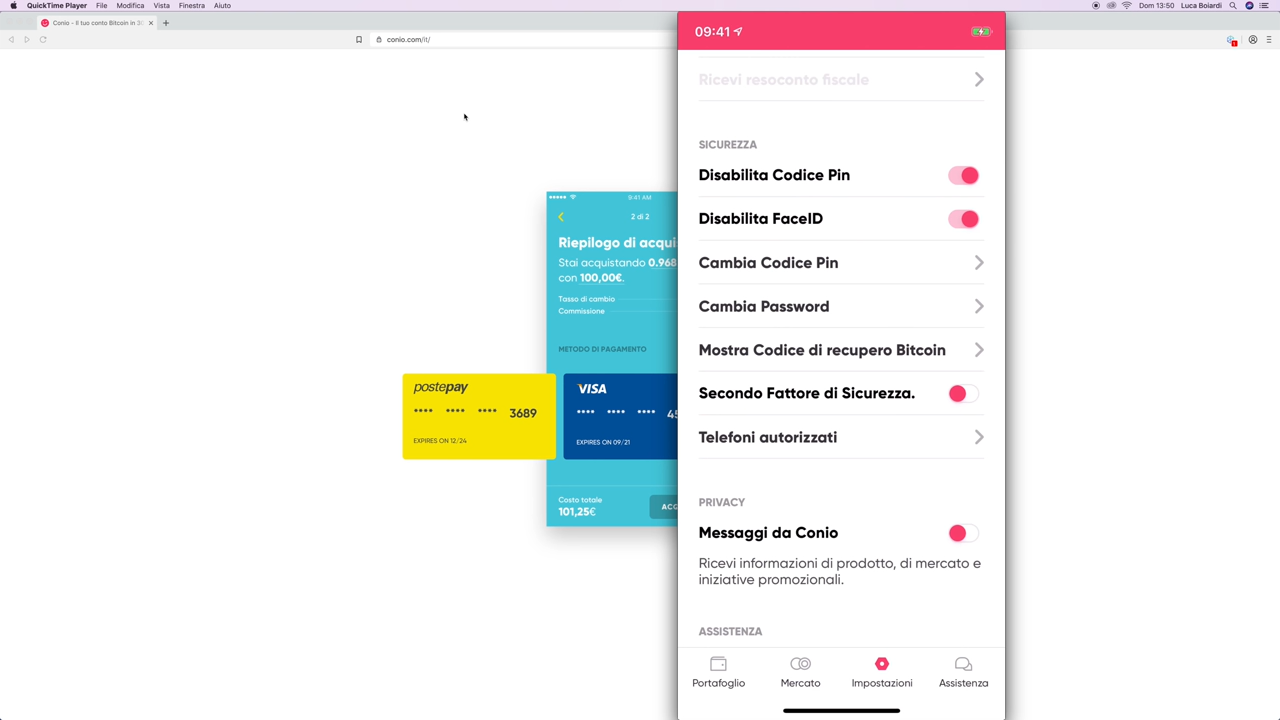 QuickTime Player File Modifica Vista Finestra Aiuto
Dom 13:50 Luca Boiardi
Conio - Il tuo conto Bitcoin in 30
conio.com/it/
9:41 AM
2 di 2
Riepilogo di acqui
Stai acquistando 0.968
con 100,00€.
Tasso di cambio
Commissione
METODO DI PAGAMENTO
postepay
**** **** **** 3689
EXPIRES ON 12/24
VISA
**** **** **** 45
EXPIRES ON 09/21
Costo totale
101,25€
ACQ
09:41
Ricevi resoconto fiscale
SICUREZZA
Disabilita Codice Pin
Disabilita FaceID
Cambia Codice Pin
Cambia Password
Mostra Codice di recupero Bitcoin
Secondo Fattore di Sicurezza.
Telefoni autorizzati
PRIVACY
Messaggi da Conio
Ricevi informazioni di prodotto, di mercato e
iniziative promozionali.
ASSISTENZA
Portafoglio Mercato Impostazioni Assistenza